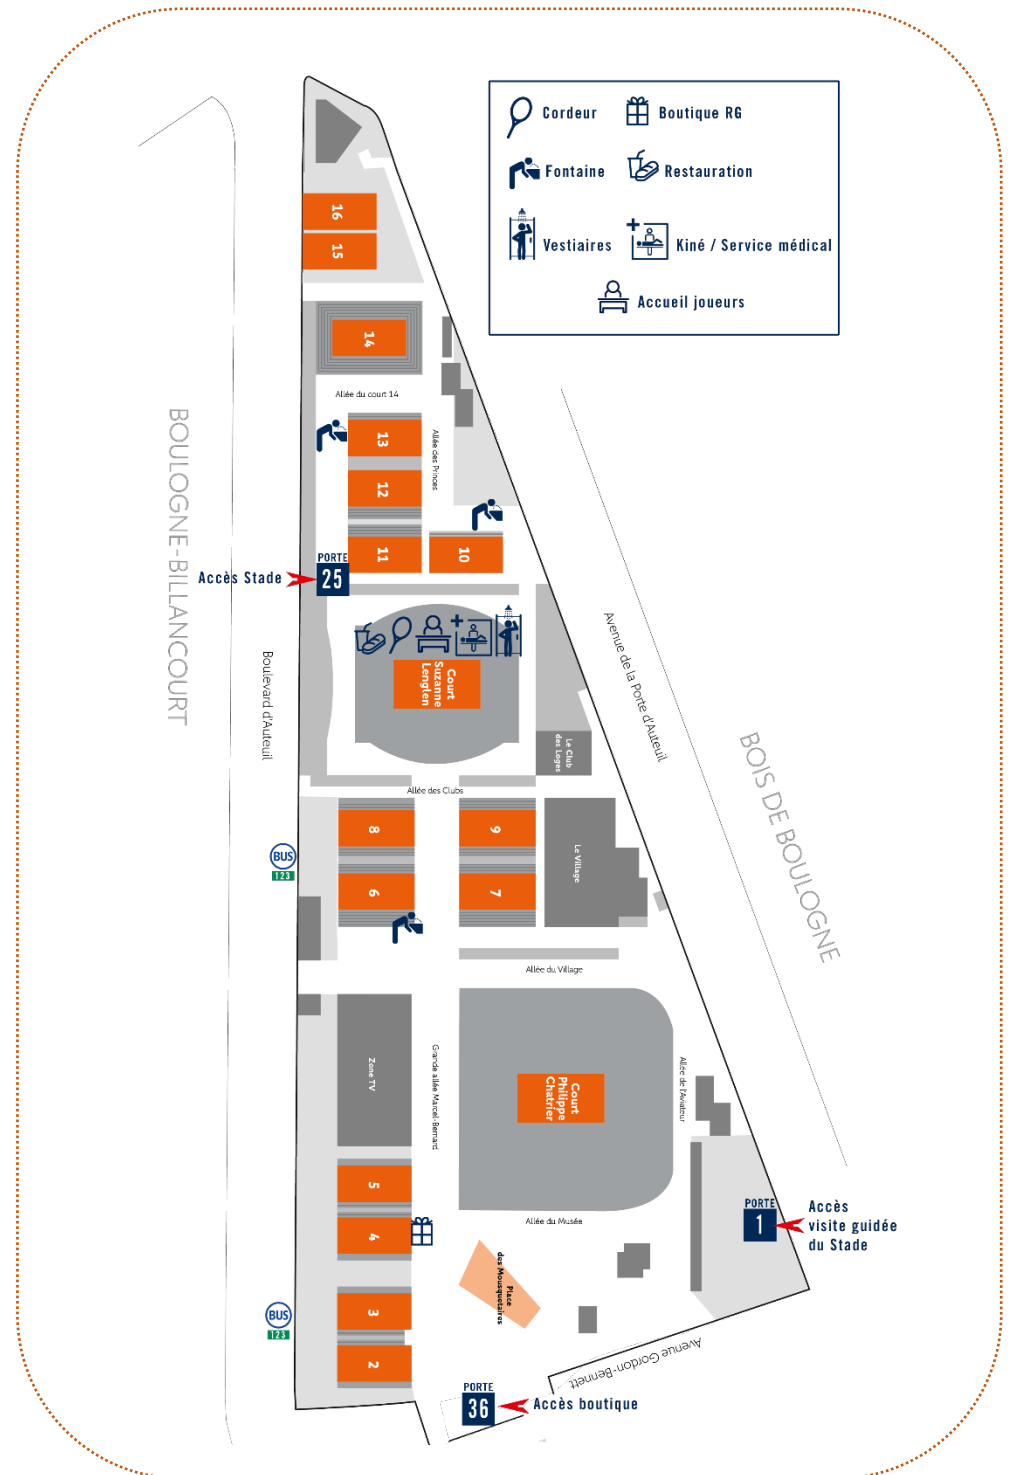 Cordeur
Boutique RG
Fontaine
Restauration
Vestiaires
Kiné / Service médical
Accueil joueurs
16
15
14
Allée du court 14
13
Allée des Princes
12
11
10
BOULOGNE-BILLANCOURT
PORTE
25
Accès Stade
Court
Suzanne
Lenglen
Boulevard d'Auteuil
Avenue de la Porte d'Auteuil
Le Club
des Loges
BOIS DE BOULOGNE
Allée des Clubs
8
9
6
7
Le Village
BUS
123
Allée du Village
Zone TV
Grande allée Marcel-Bernard
Court
Philippe
Chatrier
Allée de l'Aviateur
5
4
Allée du Musée
PORTE
1
Accès
visite guidée
du Stade
Place
des Mousquetaires
3
2
BUS
123
Avenue Gordon-Bennett
PORTE
36
Accès boutique